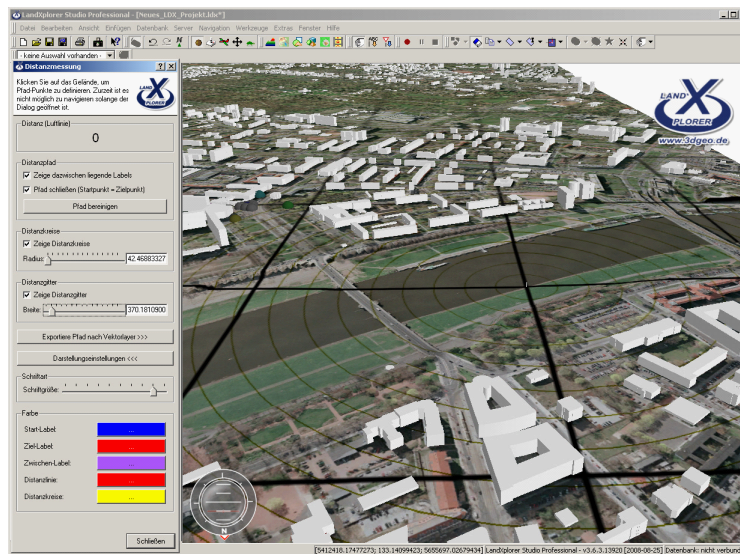 LandXplorer Studio Professional - [Neues_LDX_Projekt.ldx*]
Datei Bearbeiten Ansicht Einfügen Datenbank Server Navigation Werkzeuge Extras Fenster Hilfe
- keine Auswahl vorhanden -
Distanzmessung
Klicken Sie auf das Gelände, um
Pfad-Punkte zu definieren. Zurzeit ist es
nicht möglich zu navigieren solange der
Dialog geöffnet ist.
LAND
X
PLORER
Distanz (Luftlinie)
0
Distanzpfad
Zeige dazwischen liegende Labels
Pfad schließen (Startpunkt = Zielpunkt)
Pfad bereinigen
Distanzkreise
Zeige Distanzkreise
Radius: 42.46883327
Distanzgitter
Zeige Distanzgitter
Breite: 370.1810900
Exportiere Pfad nach Vektorlayer >>>
Darstellungseinstellungen <<<
Schriftart
Schriftgröße:
Farbe
Start-Label: ...
Ziel-Label: ...
Zwischen-Label: ...
Distanzlinie: ...
Distanzkreise: ...
Schließen
LAND
X
PLORER
www.3dgeo.de
N
[5412418.17477273; 133.14099423; 5655697.02679434] LandXplorer Studio Professional - v3.6.3.13920 [2008-08-25] Datenbank: nicht verbund